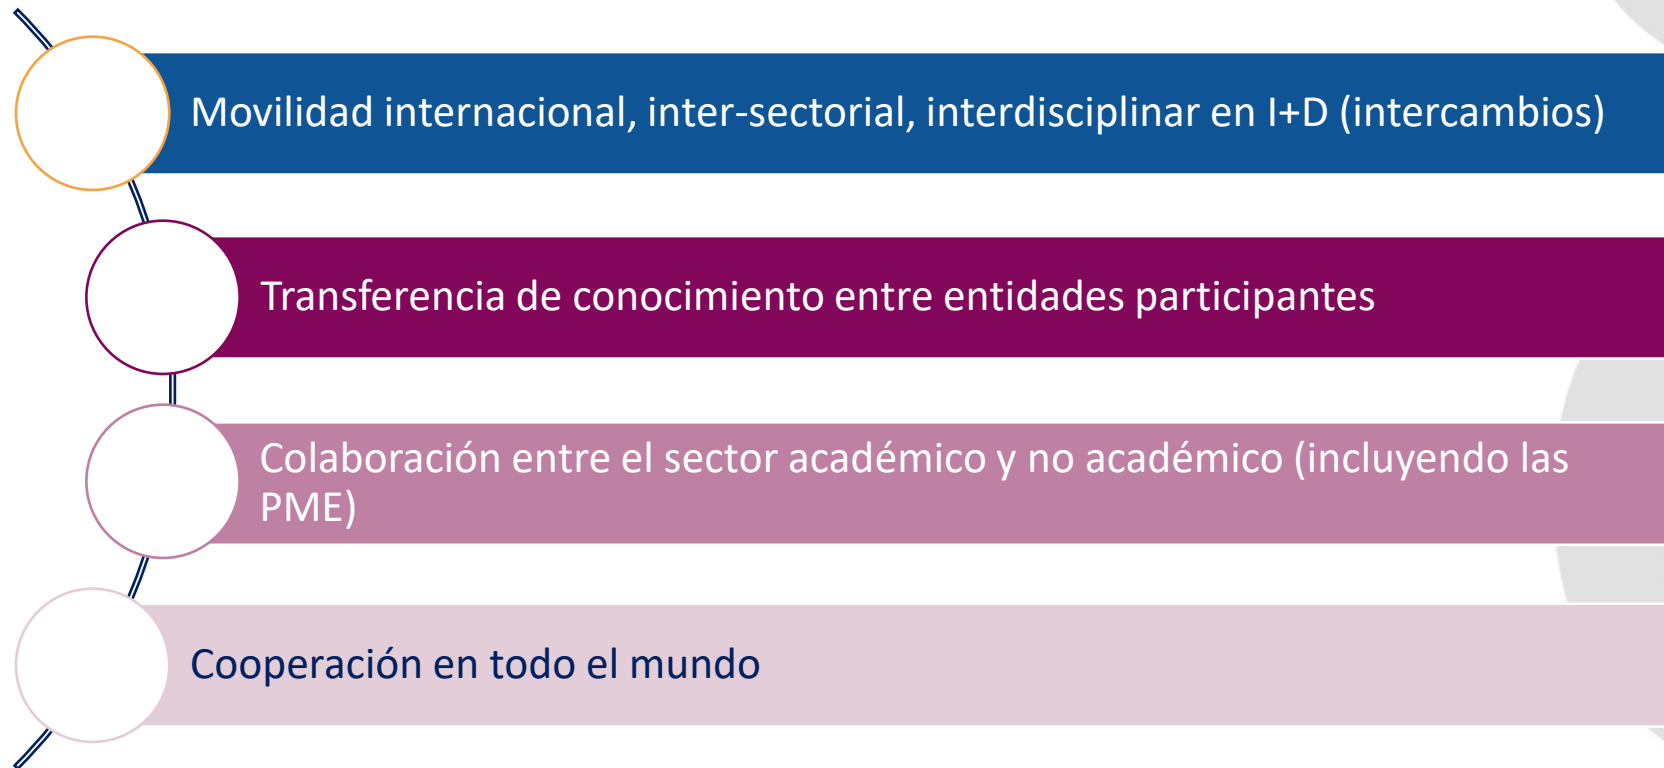 Movilidad internacional, inter-sectorial, interdisciplinar en I+D (intercambios)
Transferencia de conocimiento entre entidades participantes
Colaboración entre el sector académico y no académico (incluyendo las
PME)
Cooperación en todo el mundo